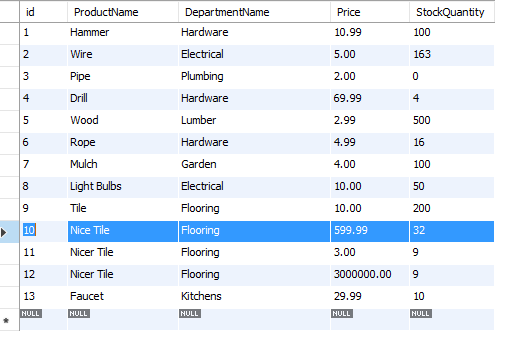 id ProductName DepartmentName Price StockQuantity
1 Hammer Hardware 10.99 100
2 Wire Electrical 5.00 163
3 Pipe Plumbing 2.00 0
4 Drill Hardware 69.99 4
5 Wood Lumber 2.99 500
6 Rope Hardware 4.99 16
7 Mulch Garden 4.00 100
8 Light Bulbs Electrical 10.00 50
9 Tile Flooring 10.00 200
10 Nice Tile Flooring 599.99 32
11 Nicer Tile Flooring 3.00 9
12 Nicer Tile Flooring 3000000.00 9
13 Faucet Kitchens 29.99 10
* NULL NULL NULL NULL NULL